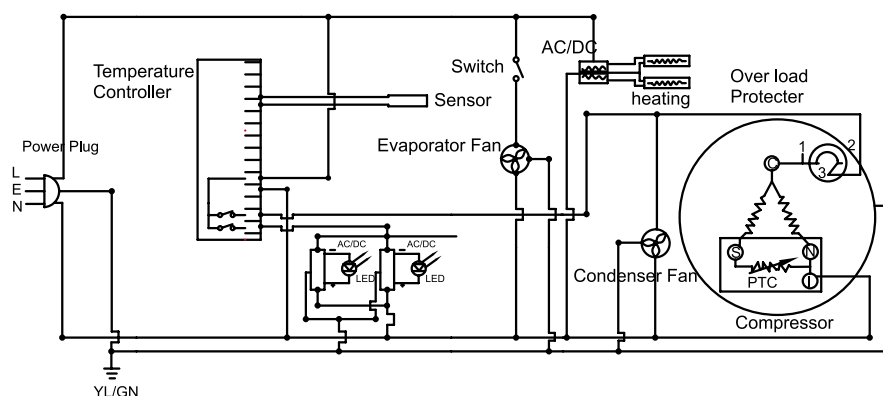 Temperature
Controller
Sensor
Switch
AC/DC
heating
Over load
Protecter
Power Plug
Evaporator Fan
L
E
N
1
2
3
C
S
N
I
PTC
AC/DC
LED
AC/DC
LED
Condenser Fan
Compressor
YL/GN